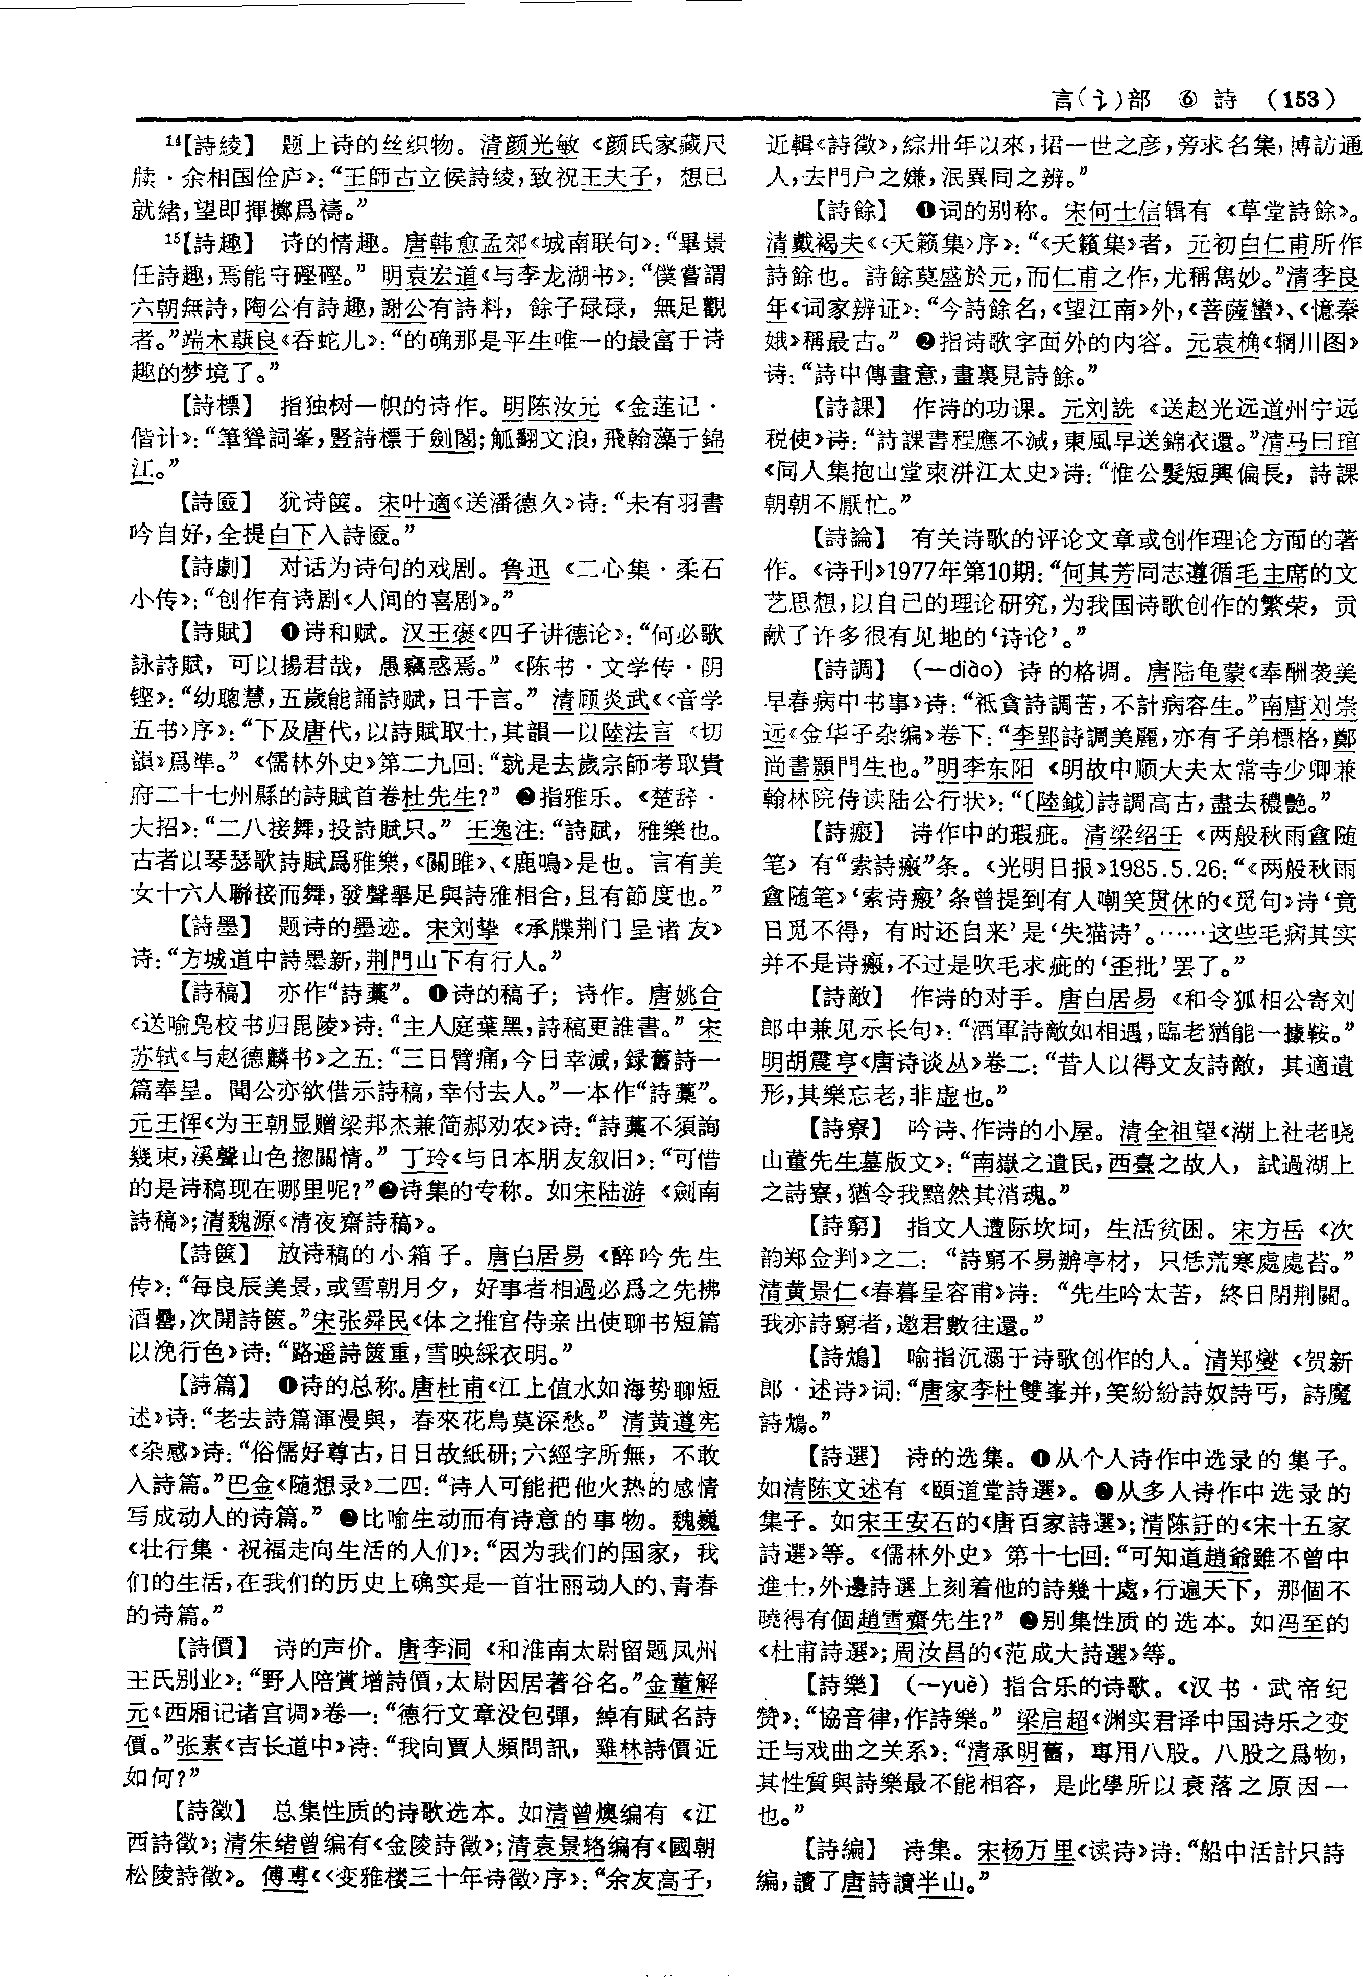 言(讠)部 ⑥ 詩 (153)
14【詩綾】 题上诗的丝织物。清颜光敏《颜氏家藏尺
牍·余相国佺庐》：“王師古立候詩綾，致祝王夫子，想已
就緒，望即揮擲爲禱。”
15【詩趣】 诗的情趣。唐韩愈孟郊《城南联句》：“畢景
任詩趣，焉能守硜硜。” 明袁宏道《与李龙湖书》：“僕嘗謂
六朝無詩，陶公有詩趣，謝公有詩料，餘子碌碌，無足觀
者。”端木蕻良《吞蛇儿》：“的确那是平生唯一的最富于诗
趣的梦境了。”
【詩標】 指独树一帜的诗作。明陈汝元《金莲记·
偕计》：“筆聳詞峯，豎詩標于劍閣；觚翻文浪，飛翰藻于錦
江。”
【詩匳】 犹诗箧。宋叶適《送潘德久》诗：“未有羽書
吟自好，全提白下入詩匳。”
【詩劇】 对话为诗句的戏剧。鲁迅《二心集·柔石
小传》：“创作有诗剧《人间的喜剧》。”
【詩賦】 ❶诗和赋。汉王褒《四子讲德论》：“何必歌
詠詩賦，可以揚君哉，愚竊惑焉。”《陈书·文学传·阴
铿》：“幼聰慧，五歲能誦詩赋，日千言。” 清顾炎武《〈音学
五书〉序》：“下及唐代，以詩賦取士，其韻一以陸法言《切
韻》爲準。”《儒林外史》第二九回：“就是去歲宗師考取貴
府二十七州縣的詩賦首卷杜先生？” ❷指雅乐。《楚辞·
大招》：“二八接舞，投詩賦只。” 王逸注：“詩賦，雅樂也。
古者以琴瑟歌詩賦爲雅樂，《關雎》、《鹿鳴》是也。言有美
女十六人聯接而舞，發聲舉足與詩雅相合，且有節度也。”
【詩墨】 题诗的墨迹。宋刘挚《承牒荆门呈诸友》
诗：“方城道中詩墨新，荆門山下有行人。”
【詩稿】 亦作“詩藁”。❶诗的稿子；诗作。唐姚合
《送喻凫校书归毘陵》诗：“主人庭葉黑，詩稿更誰書。” 宋
苏轼《与赵德麟书》之五：“三日臂痛，今日幸減，録舊詩一
篇奉呈。聞公亦欲借示詩稿，幸付去人。”一本作“詩藁”。
元王恽《为王朝显赠梁邦杰兼简郝劝农》诗：“詩藁不須詢
幾束，溪聲山色揔關情。” 丁玲《与日本朋友叙旧》：“可惜
的是诗稿现在哪里呢？”❷诗集的专称。如宋陆游《劍南
詩稿》；清魏源《清夜齋詩稿》。
【詩篋】 放诗稿的小箱子。唐白居易《醉吟先生
传》：“每良辰美景，或雪朝月夕，好事者相過必爲之先拂
酒罍，次開詩篋。”宋张舜民《体之推官侍亲出使聊书短篇
以浼行色》诗：“路遥詩篋重，雪映綵衣明。”
【詩篇】 ❶诗的总称。唐杜甫《江上值水如海势聊短
述》诗：“老去詩篇渾漫與，春來花鳥莫深愁。” 清黄遵宪
《杂感》诗：“俗儒好尊古，日日故紙研；六經字所無，不敢
入詩篇。”巴金《随想录》二四：“诗人可能把他火热的感情
写成动人的诗篇。” ❷比喻生动而有诗意的事物。魏巍
《壮行集·祝福走向生活的人们》：“因为我们的国家，我
们的生活，在我们的历史上确实是一首壮丽动人的、青春
的诗篇。”
【詩價】 诗的声价。唐李洞《和淮南太尉留题凤州
王氏别业》：“野人陪賞增詩價，太尉因居著谷名。”金董解
元《西厢记诸宫调》卷一：“德行文章没包彈，綽有賦名詩
價。”张素《吉长道中》诗：“我向賈人頻問訊，雞林詩價近
如何？”
【詩徵】 总集性质的诗歌选本。如清曾燠编有《江
西詩徵》；清朱绪曾编有《金陵詩徵》；清袁景辂编有《國朝
松陵詩徵》。傅尃《〈变雅楼三十年诗徵〉序》：“余友高子，
近輯《詩徵》，綜卅年以來，捃一世之彦，旁求名集，博訪通
人，去門户之嫌，泯異同之辨。”
【詩餘】 ❶词的别称。宋何士信辑有《草堂詩餘》。
清戴褐夫《〈天籁集〉序》：“《天籟集》者，元初白仁甫所作
詩餘也。詩餘莫盛於元，而仁甫之作，尤稱雋妙。”清李良
年《词家辨证》：“今詩餘名，《望江南》外，《菩薩蠻》、《憶秦
娥》稱最古。” ❷指诗歌字面外的内容。元袁桷《辋川图》
诗：“詩中傳畫意，畫裏見詩餘。”
【詩課】 作诗的功课。元刘詵《送赵光远道州宁远
税使》诗：“詩課書程應不減，東風早送錦衣還。”清马曰琯
《同人集抱山堂柬汧江太史》诗：“惟公髮短興偏長，詩課
朝朝不厭忙。”
【詩論】 有关诗歌的评论文章或创作理论方面的著
作。《诗刊》1977年第10期：“何其芳同志遵循毛主席的文
艺思想，以自己的理论研究，为我国诗歌创作的繁荣，贡
献了许多很有见地的‘诗论’。”
【詩調】 （—diào）诗的格调。唐陆龟蒙《奉酬袭美
早春病中书事》诗：“祇貪詩調苦，不計病容生。”南唐刘崇
远《金华子杂编》卷下：“李郢詩調美麗，亦有子弟標格，鄭
尚書顥門生也。”明李东阳《明故中顺大夫太常寺少卿兼
翰林院侍读陆公行状》：“〔陸釴〕詩調高古，盡去穠艷。”
【詩瘢】 诗作中的瑕疵。清梁绍壬《两般秋雨盦随
笔》有“索詩瘢”条。《光明日报》1985.5.26：“《两般秋雨
盦随笔》‘索诗瘢’条曾提到有人嘲笑贯休的《觅句》诗‘竟
日觅不得，有时还自来’是‘失猫诗’。……这些毛病其实
并不是诗瘢，不过是吹毛求疵的‘歪批’罢了。”
【詩敵】 作诗的对手。唐白居易《和令狐相公寄刘
郎中兼见示长句》：“酒軍詩敵如相遇，臨老猶能一據鞍。”
明胡震亨《唐诗谈丛》卷二：“昔人以得文友詩敵，其適遺
形，其樂忘老，非虚也。”
【詩寮】 吟诗、作诗的小屋。清全祖望《湖上社老晓
山董先生墓版文》：“南嶽之遺民，西臺之故人，試過湖上
之詩寮，猶令我黯然其消魂。”
【詩窮】 指文人遭际坎坷，生活贫困。宋方岳《次
韵郑金判》之二：“詩窮不易辦亭材，只恁荒寒處處苔。”
清黄景仁《春暮呈容甫》诗：“先生吟太苦，終日閉荆關。
我亦詩窮者，邀君數往還。”
【詩鴆】 喻指沉溺于诗歌创作的人。清郑燮《贺新
郎·述诗》词：“唐家李杜雙峯并，笑紛紛詩奴詩丐，詩魔
詩鴆。”
【詩選】 诗的选集。❶从个人诗作中选录的集子。
如清陈文述有《頤道堂詩選》。❷从多人诗作中选录的
集子。如宋王安石的《唐百家詩選》；清陈訏的《宋十五家
詩選》等。《儒林外史》第十七回：“可知道趙爺雖不曾中
進士，外邊詩選上刻着他的詩幾十處，行遍天下，那個不
曉得有個趙雪齋先生？” ❸别集性质的选本。如冯至的
《杜甫詩選》；周汝昌的《范成大詩選》等。
【詩樂】 （—yuè）指合乐的诗歌。《汉书·武帝纪
赞》：“協音律，作詩樂。” 梁启超《渊实君译中国诗乐之变
迁与戏曲之关系》：“清承明舊，專用八股。八股之爲物，
其性質與詩樂最不能相容，是此學所以衰落之原因一
也。”
【詩编】 诗集。宋杨万里《读诗》诗：“船中活計只詩
编，讀了唐詩讀半山。”